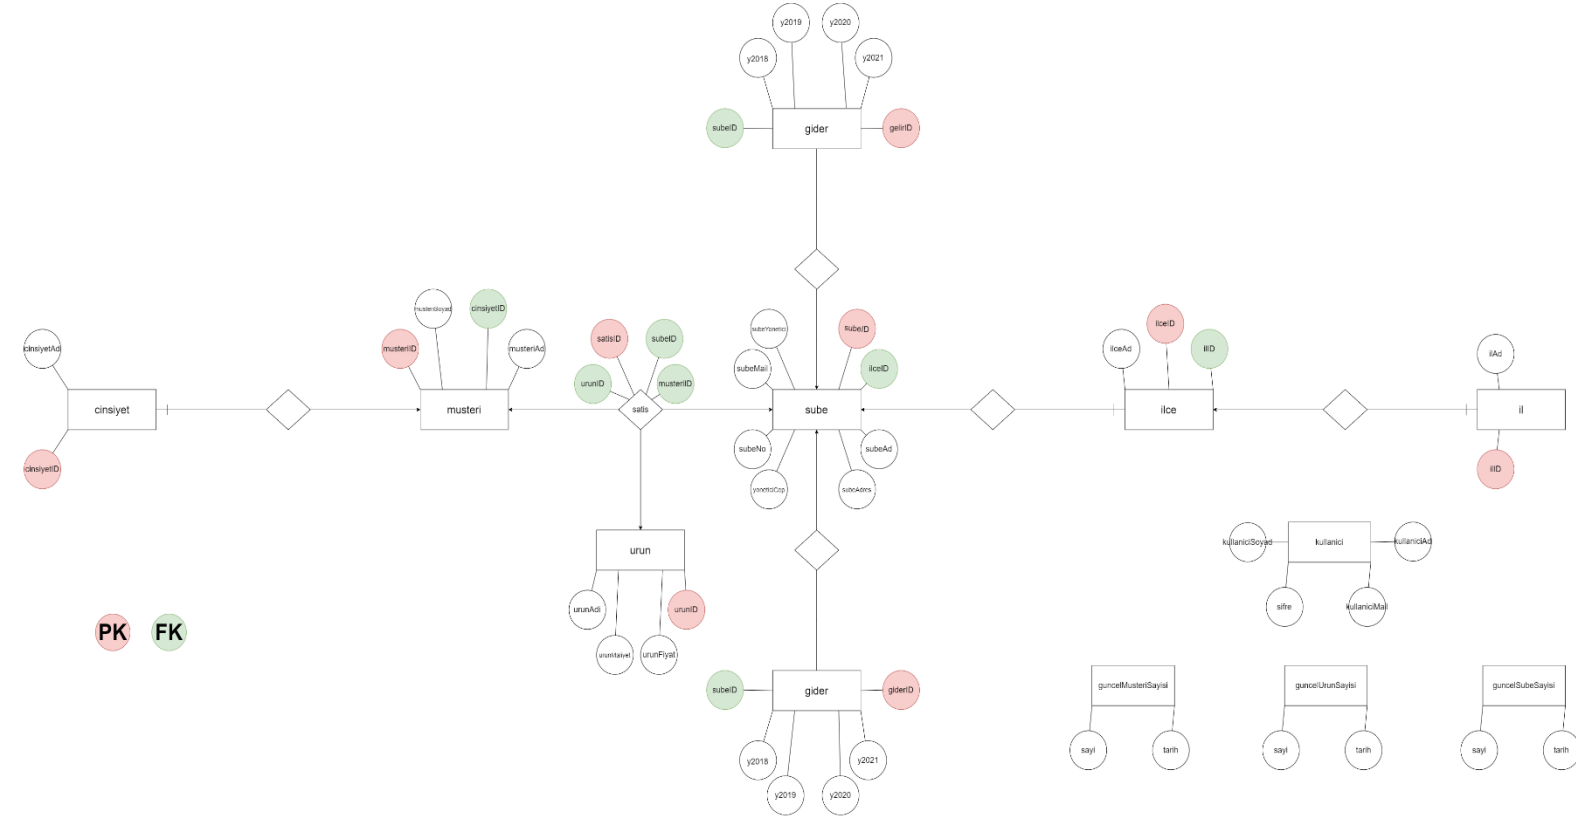 y2019
y2020
y2018
y2021
subeID
gider
gelirID
musteriSoyad
cinsiyetID
cinsiyetAd
musteriID
musteriAd
satisID
subeID
urunID
musteriID
subeYonetici
subeID
subeMail
ilceID
ilceID
ilceAd
ilID
ilAd
cinsiyet
musteri
satis
sube
ilce
il
cinsiyetID
subeNo
subeAd
yoneticiCep
subeAdres
ilID
urun
urunAdi
urunID
urunMaliyet
urunFiyat
kullaniciSoyad
kullanici
kullaniciAd
sifre
kullaniciMail
PK
FK
subeID
gider
giderID
y2018
y2021
y2019
y2020
guncelMusteriSayisi
guncelUrunSayisi
guncelSubeSayisi
sayi
tarih
sayi
tarih
sayi
tarih